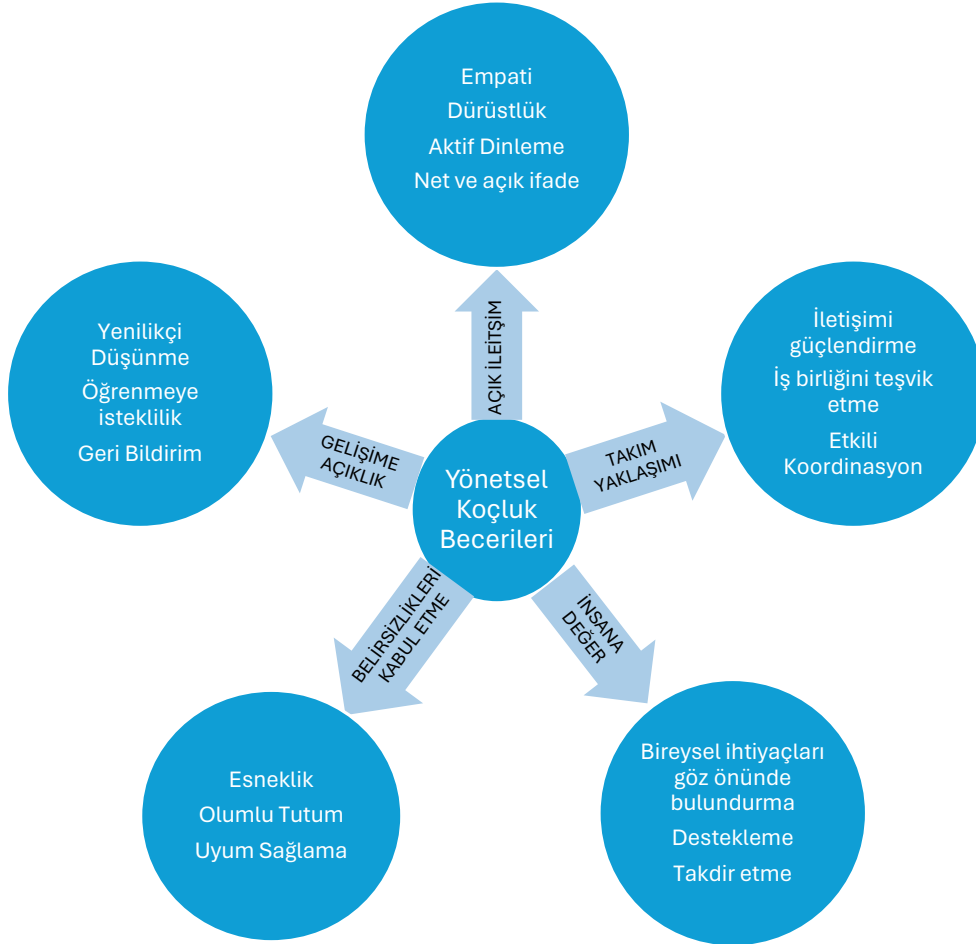 Empati
Dürüstlük
Aktif Dinleme
Net ve açık ifade
AÇIK İLEİTŞİM
Yenilikçi
Düşünme
Öğrenmeye
isteklilik
Geri Bildirim
GELİŞİME
AÇIKLIK
Yönetsel
Koçluk
Becerileri
TAKIM
YAKLAŞIMI
İletişimi
güçlendirme
İş birliğini teşvik
etme
Etkili
Koordinasyon
BELİRSİZLİKLERİ
KABUL ETME
Esneklik
Olumlu Tutum
Uyum Sağlama
İNSANA
DEĞER
Bireysel ihtiyaçları
göz önünde
bulundurma
Destekleme
Takdir etme